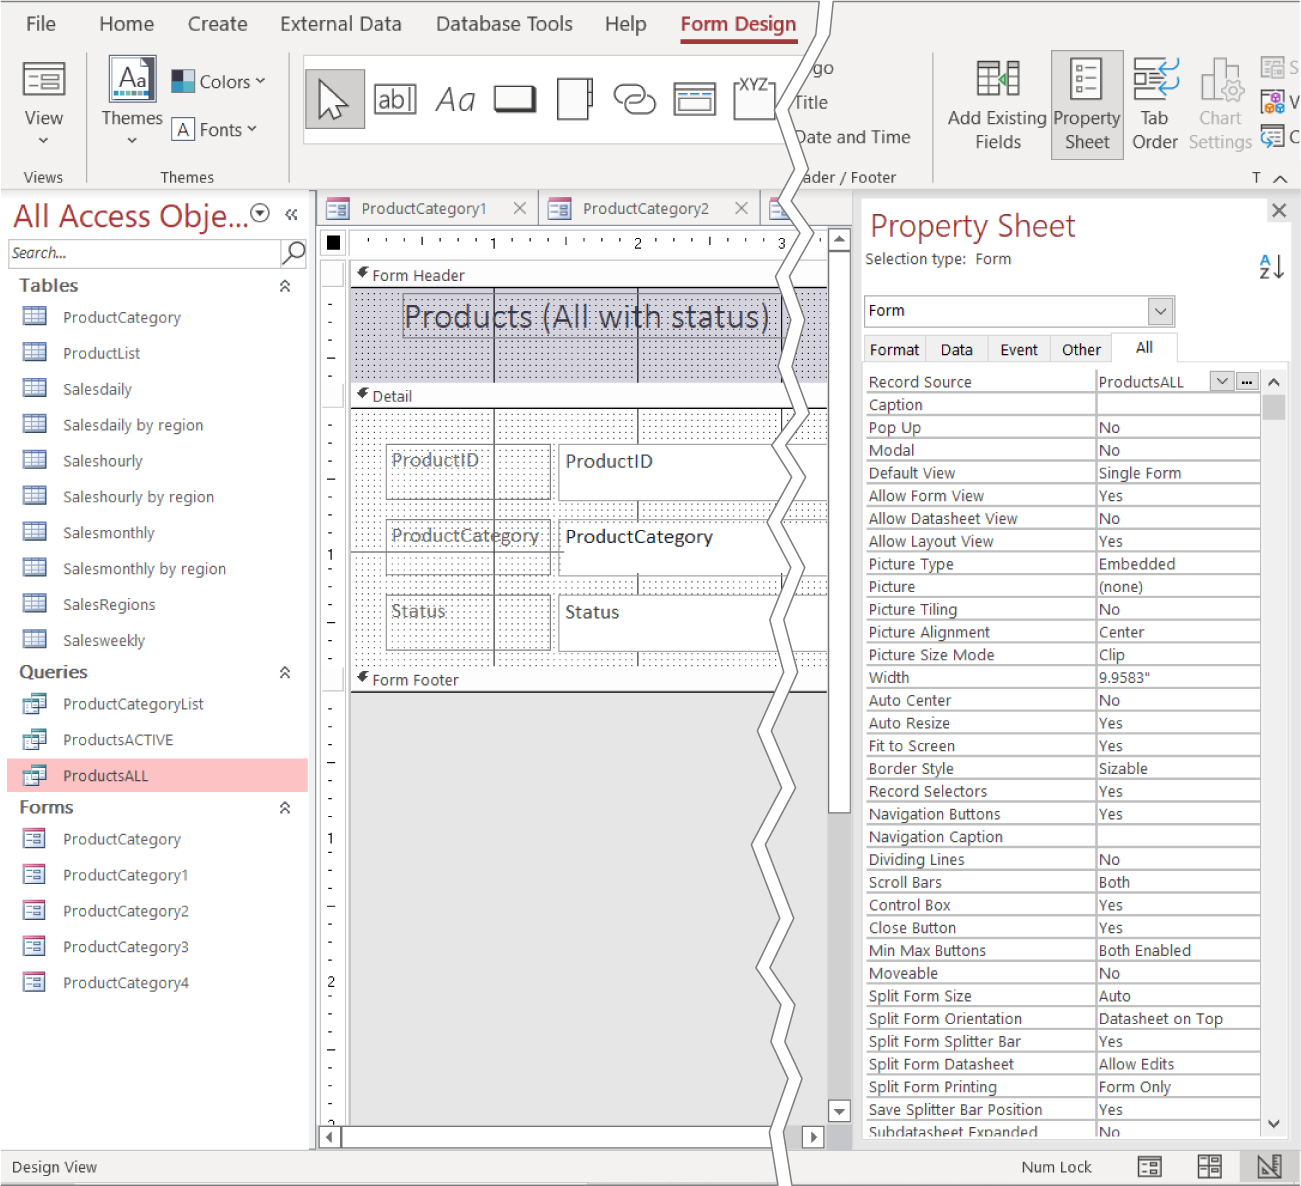 File Home Create External Data Database Tools Help Form Design
View
Views
Aa
Themes
Colors
A Fonts
Themes
ab
Aa
XYZ
go
Title
Date and Time
ader / Footer
Add Existing Fields
Property Sheet
Tab Order
Chart Settings
S
V
C
T
All Access Obje...
Search...
Tables
ProductCategory
ProductList
Salesdaily
Salesdaily by region
Saleshourly
Saleshourly by region
Salesmonthly
Salesmonthly by region
SalesRegions
Salesweekly
Queries
ProductCategoryList
ProductsACTIVE
ProductsALL
Forms
ProductCategory
ProductCategory1
ProductCategory2
ProductCategory3
ProductCategory4
ProductCategory1 ProductCategory2
1 2 3
Form Header
Products (All with status)
Detail
ProductID ProductID
ProductCategory ProductCategory
1
Status Status
Form Footer
1
2
Property Sheet
Selection type: Form
A
Z
Form
Format Data Event Other All
Record Source ProductsALL
Caption
Pop Up No
Modal No
Default View Single Form
Allow Form View Yes
Allow Datasheet View No
Allow Layout View Yes
Picture Type Embedded
Picture (none)
Picture Tiling No
Picture Alignment Center
Picture Size Mode Clip
Width 9.9583"
Auto Center No
Auto Resize Yes
Fit to Screen Yes
Border Style Sizable
Record Selectors Yes
Navigation Buttons Yes
Navigation Caption
Dividing Lines No
Scroll Bars Both
Control Box Yes
Close Button Yes
Min Max Buttons Both Enabled
Moveable No
Split Form Size Auto
Split Form Orientation Datasheet on Top
Split Form Splitter Bar Yes
Split Form Datasheet Allow Edits
Split Form Printing Form Only
Save Splitter Bar Position Yes
Subdatasheet Expanded No
Design View
Num Lock